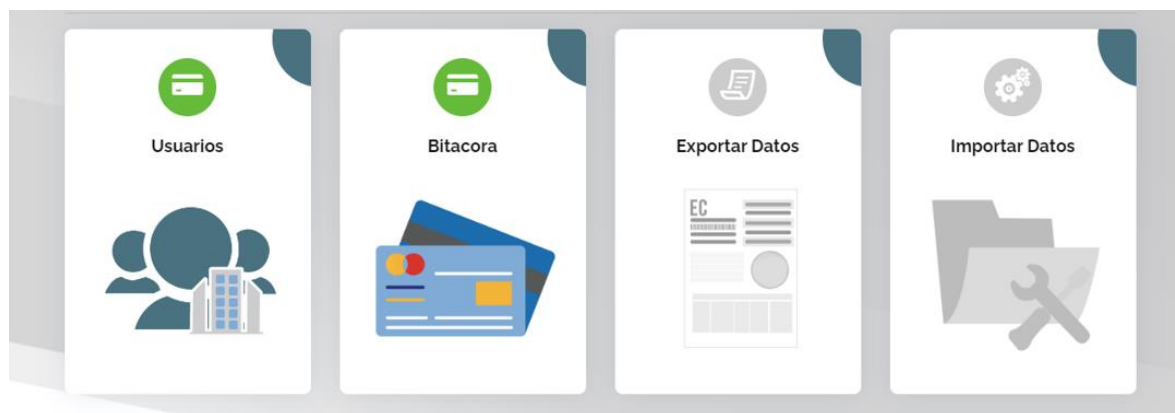 Usuarios
Bitacora
Exportar Datos
Importar Datos
EC